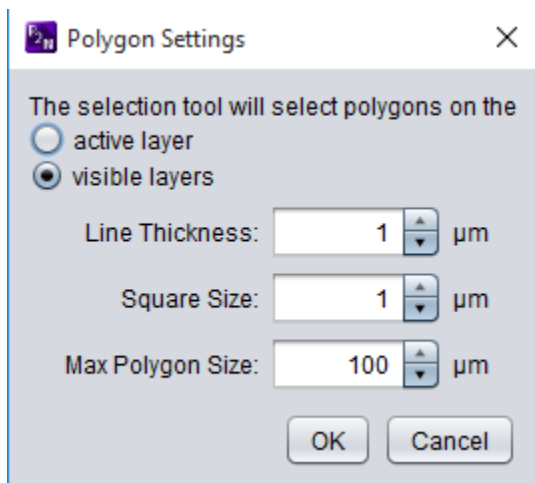 P2N Polygon Settings
The selection tool will select polygons on the
active layer
visible layers
Line Thickness: 1 µm
Square Size: 1 µm
Max Polygon Size: 100 µm
OK Cancel